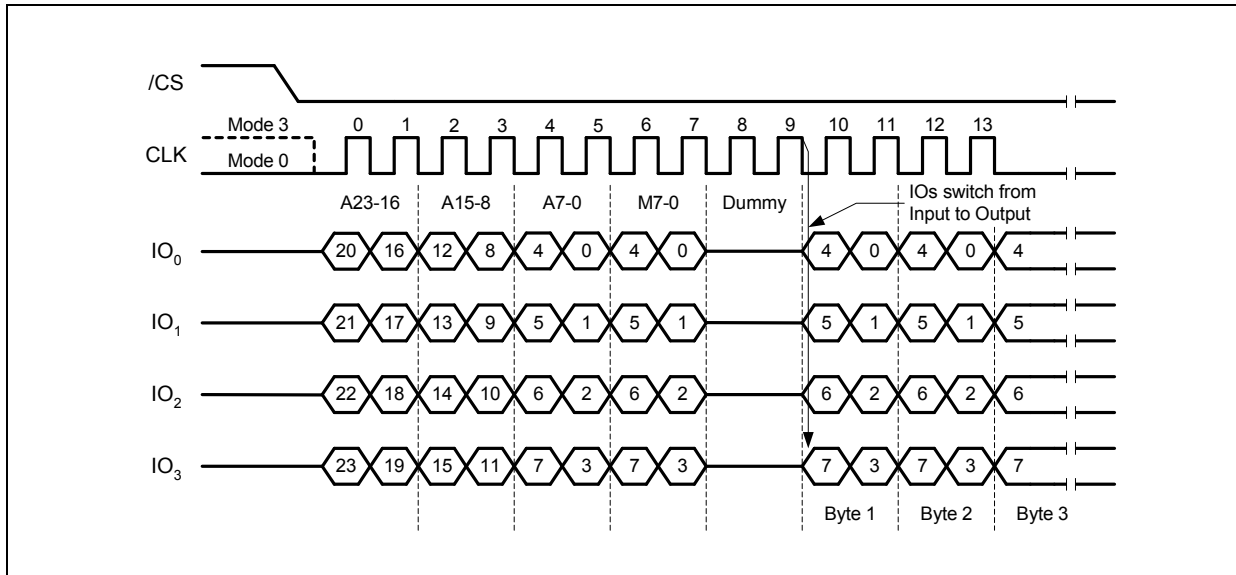 /CS
Mode 3
CLK
Mode 0
0 1 2 3 4 5 6 7 8 9 10 11 12 13
A23-16 A15-8 A7-0 M7-0 Dummy
IOs switch from
Input to Output
IO0 20 16 12 8 4 0 4 0 4 0 4 0 4
IO1 21 17 13 9 5 1 5 1 5 1 5 1 5
IO2 22 18 14 10 6 2 6 2 6 2 6 2 6
IO3 23 19 15 11 7 3 7 3 7 3 7 3 7
Byte 1 Byte 2 Byte 3